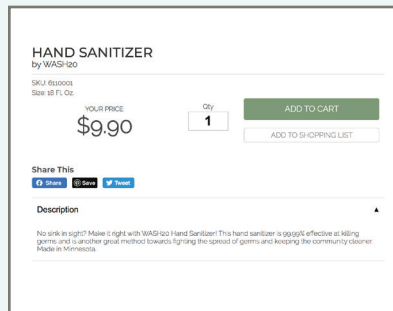 HAND SANITIZER
by WASH20
SKU: 6110001
Size: 18 Fl. Oz.
YOUR PRICE:
$9.90
Qty
1
ADD TO CART
ADD TO SHOPPING LIST
Share This
Share
Save
Tweet
Description
No sink in sight? Make it right with WASH20 Hand Sanitizer! This hand sanitizer is 99.99% effective at killing
germs and is another great method towards fighting the spread of germs and keeping the community cleaner
Made in Minnesota.